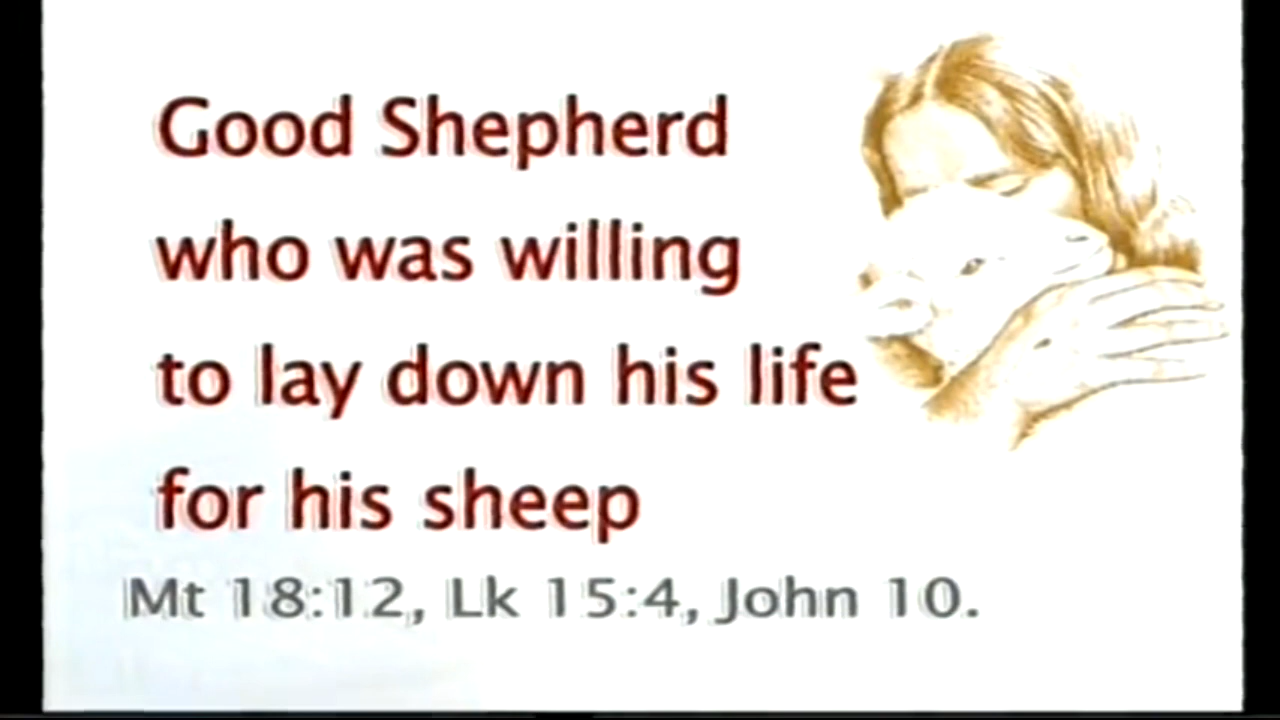 Good Shepherd
who was willing
to lay down his life
for his sheep
Mt 18:12, Lk 15:4, John 10.